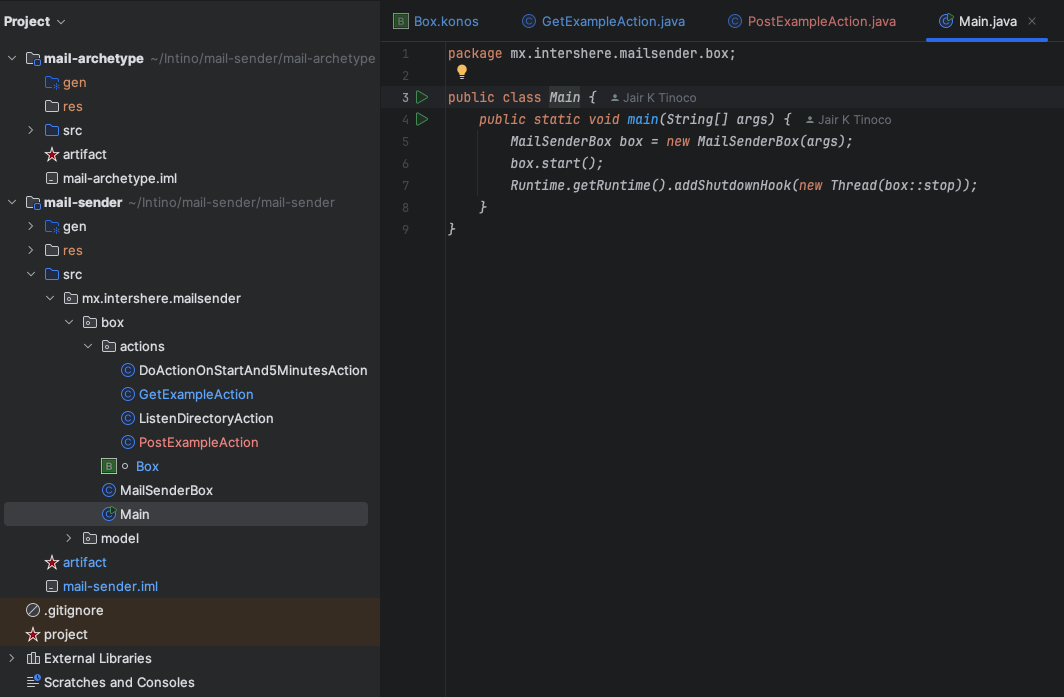 Project
mail-archetype ~/Intino/mail-sender/mail-archetype
gen
res
src
artifact
mail-archetype.iml
mail-sender ~/Intino/mail-sender/mail-sender
gen
res
src
mx.intershere.mailsender
box
actions
C DoActionOnStartAnd5MinutesAction
C GetExampleAction
C ListenDirectoryAction
C PostExampleAction
B Box
C MailSenderBox
C Main
model
artifact
mail-sender.iml
.gitignore
project
External Libraries
Scratches and Consoles
B Box.konos C GetExampleAction.java C PostExampleAction.java C Main.java
1 package mx.intershere.mailsender.box;
2
3 public class Main { Jair K Tinoco
4 public static void main(String[] args) { Jair K Tinoco
5 MailSenderBox box = new MailSenderBox(args);
6 box.start();
7 Runtime.getRuntime().addShutdownHook(new Thread(box::stop));
8 }
9 }